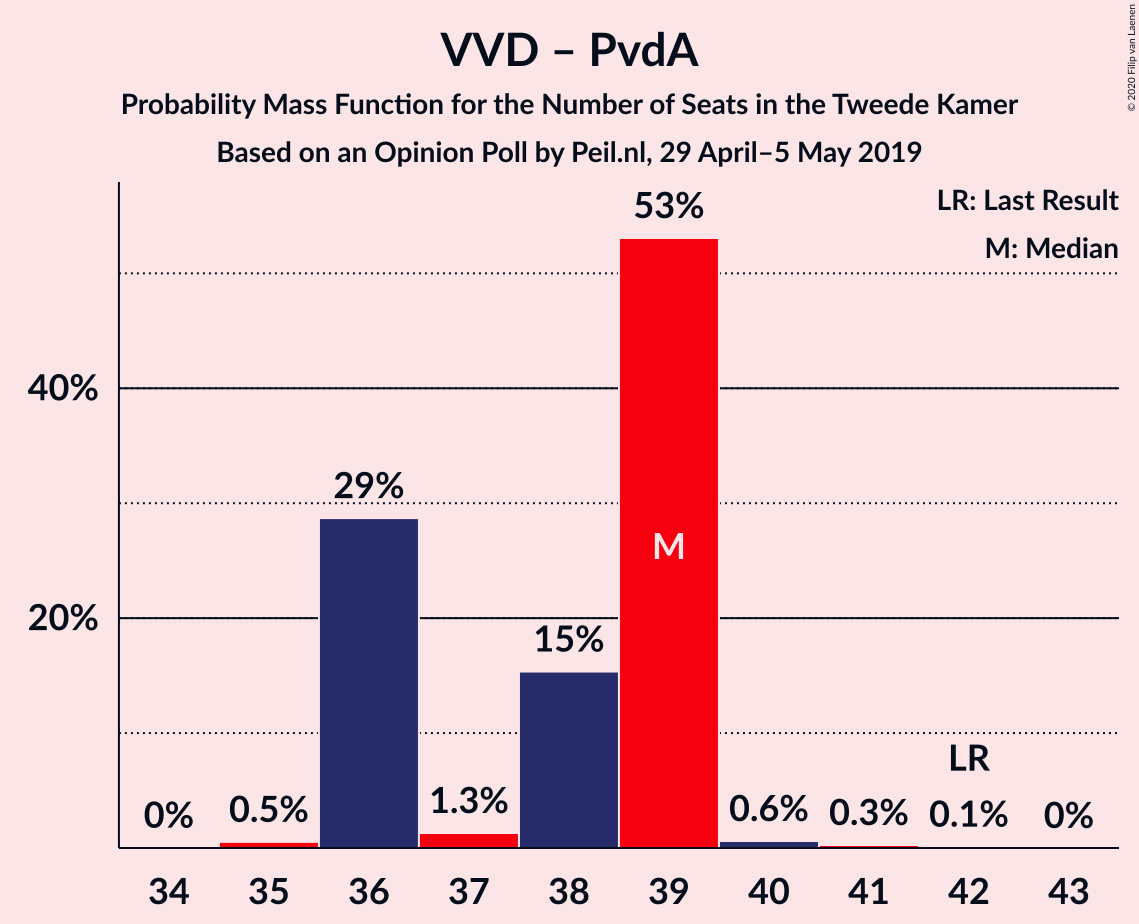 VVD – PvdA
Probability Mass Function for the Number of Seats in the Tweede Kamer
Based on an Opinion Poll by Peil.nl, 29 April–5 May 2019
© 2020 Filip van Laenen
LR: Last Result
M: Median
53%
40%
29%
M
20%
15%
LR
0%
0.5%
1.3%
0.6%
0.3%
0.1%
0%
34 35 36 37 38 39 40 41 42 43